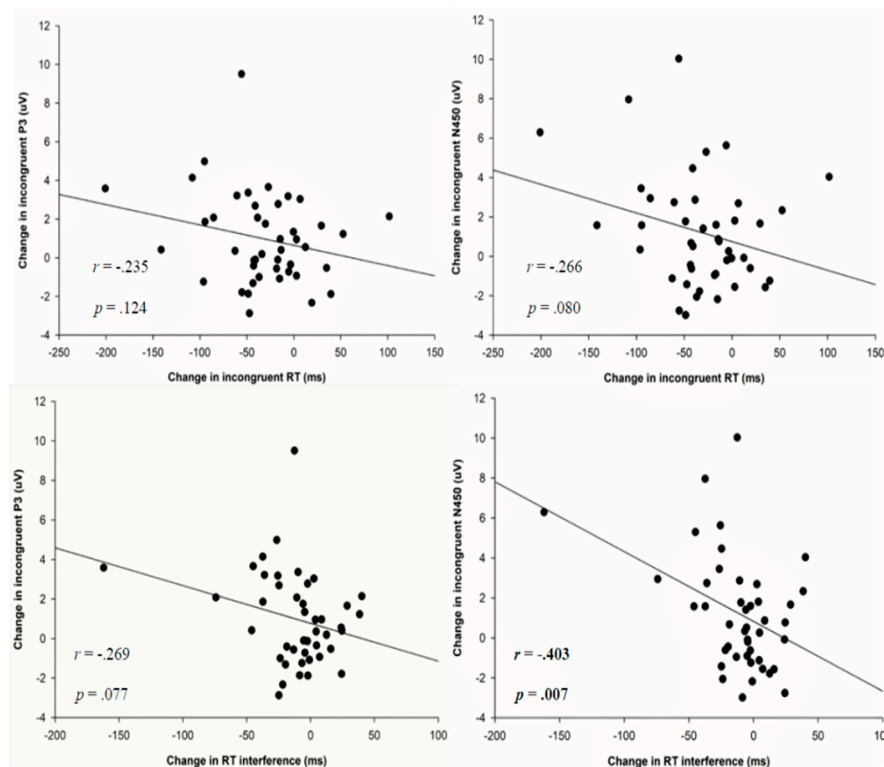 Change in incongruent P3 (uV)
12
10
8
6
4
2
0
-2
-4
r = -.235
p = .124
-250 -200 -150 -100 -50 0 50 100 150
Change in incongruent RT (ms)
Change in incongruent N450 (uV)
12
10
8
6
4
2
0
-2
-4
r = -.266
p = .080
-250 -200 -150 -100 -50 0 50 100 150
Change in incongruent RT (ms)
Change in incongruent P3 (uV)
12
10
8
6
4
2
0
-2
-4
r = -.269
p = .077
-200 -150 -100 -50 0 50 100
Change in RT interference (ms)
Change in incongruent N450 (uV)
12
10
8
6
4
2
0
-2
-4
r = -.403
p = .007
-200 -150 -100 -50 0 50 100
Change in RT interference (ms)